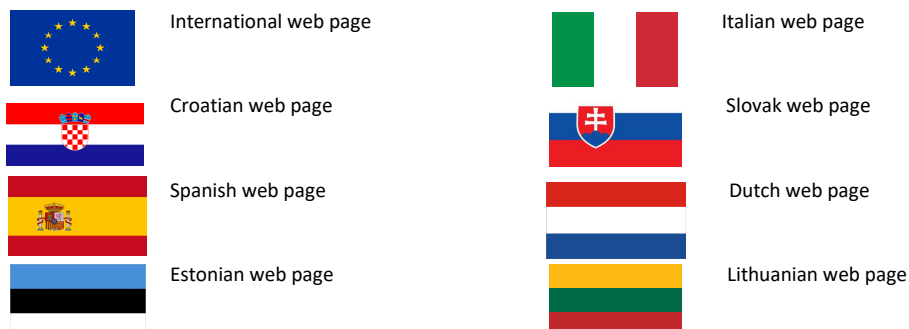 International web page
Italian web page
Croatian web page
Slovak web page
Spanish web page
Dutch web page
Estonian web page
Lithuanian web page